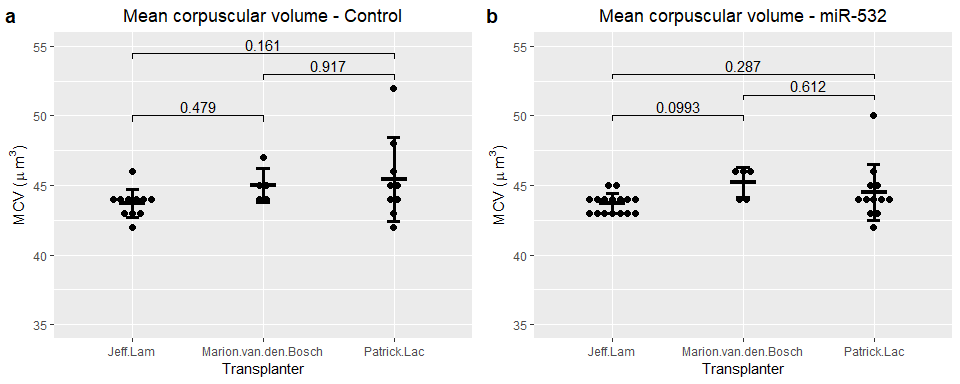 a Mean corpuscular volume - Control
55
50
45
40
35
MCV (μm³)
0.161
0.917
0.479
Jeff.Lam Marion.van.den.Bosch Patrick.Lac
Transplanter
b Mean corpuscular volume - miR-532
55
50
45
40
35
MCV (μm³)
0.287
0.612
0.0993
Jeff.Lam Marion.van.den.Bosch Patrick.Lac
Transplanter